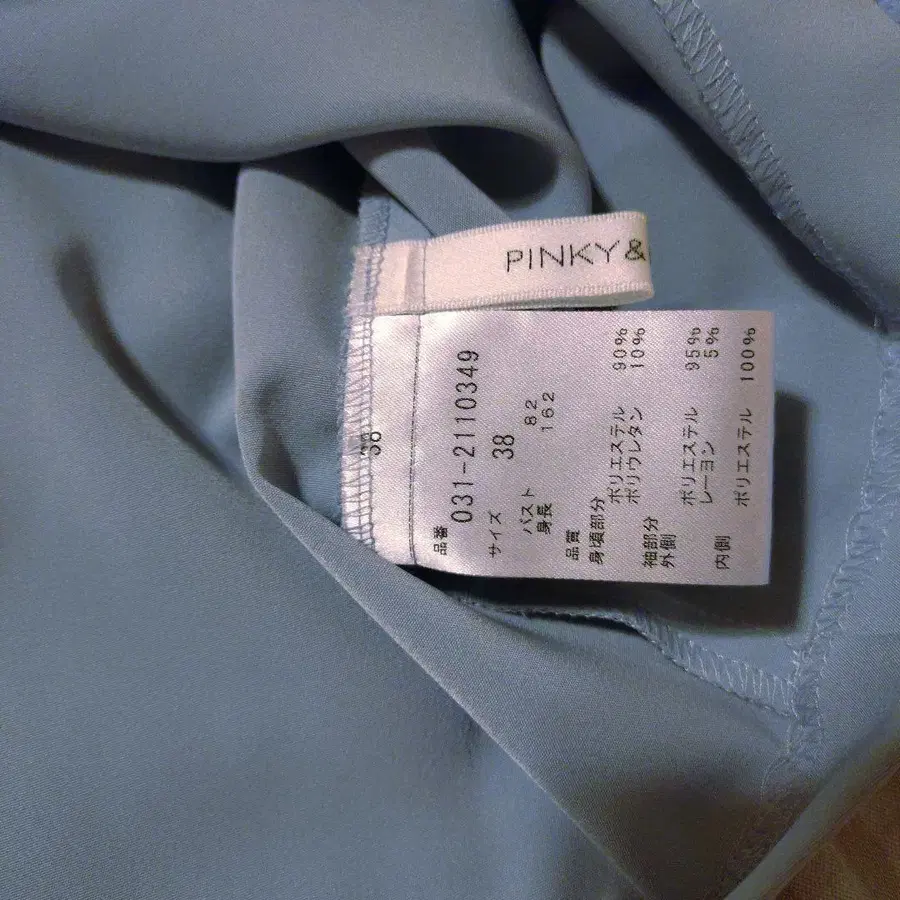 PINKY&
38
品番
031-2110349
サイズ 38
バスト 82
身長 162
品質
身頃部分
ポリエステル 90%
ポリウレタン 10%
袖部分
外側
ポリエステル 95%
レーヨン 5%
内側
ポリエステル 100%